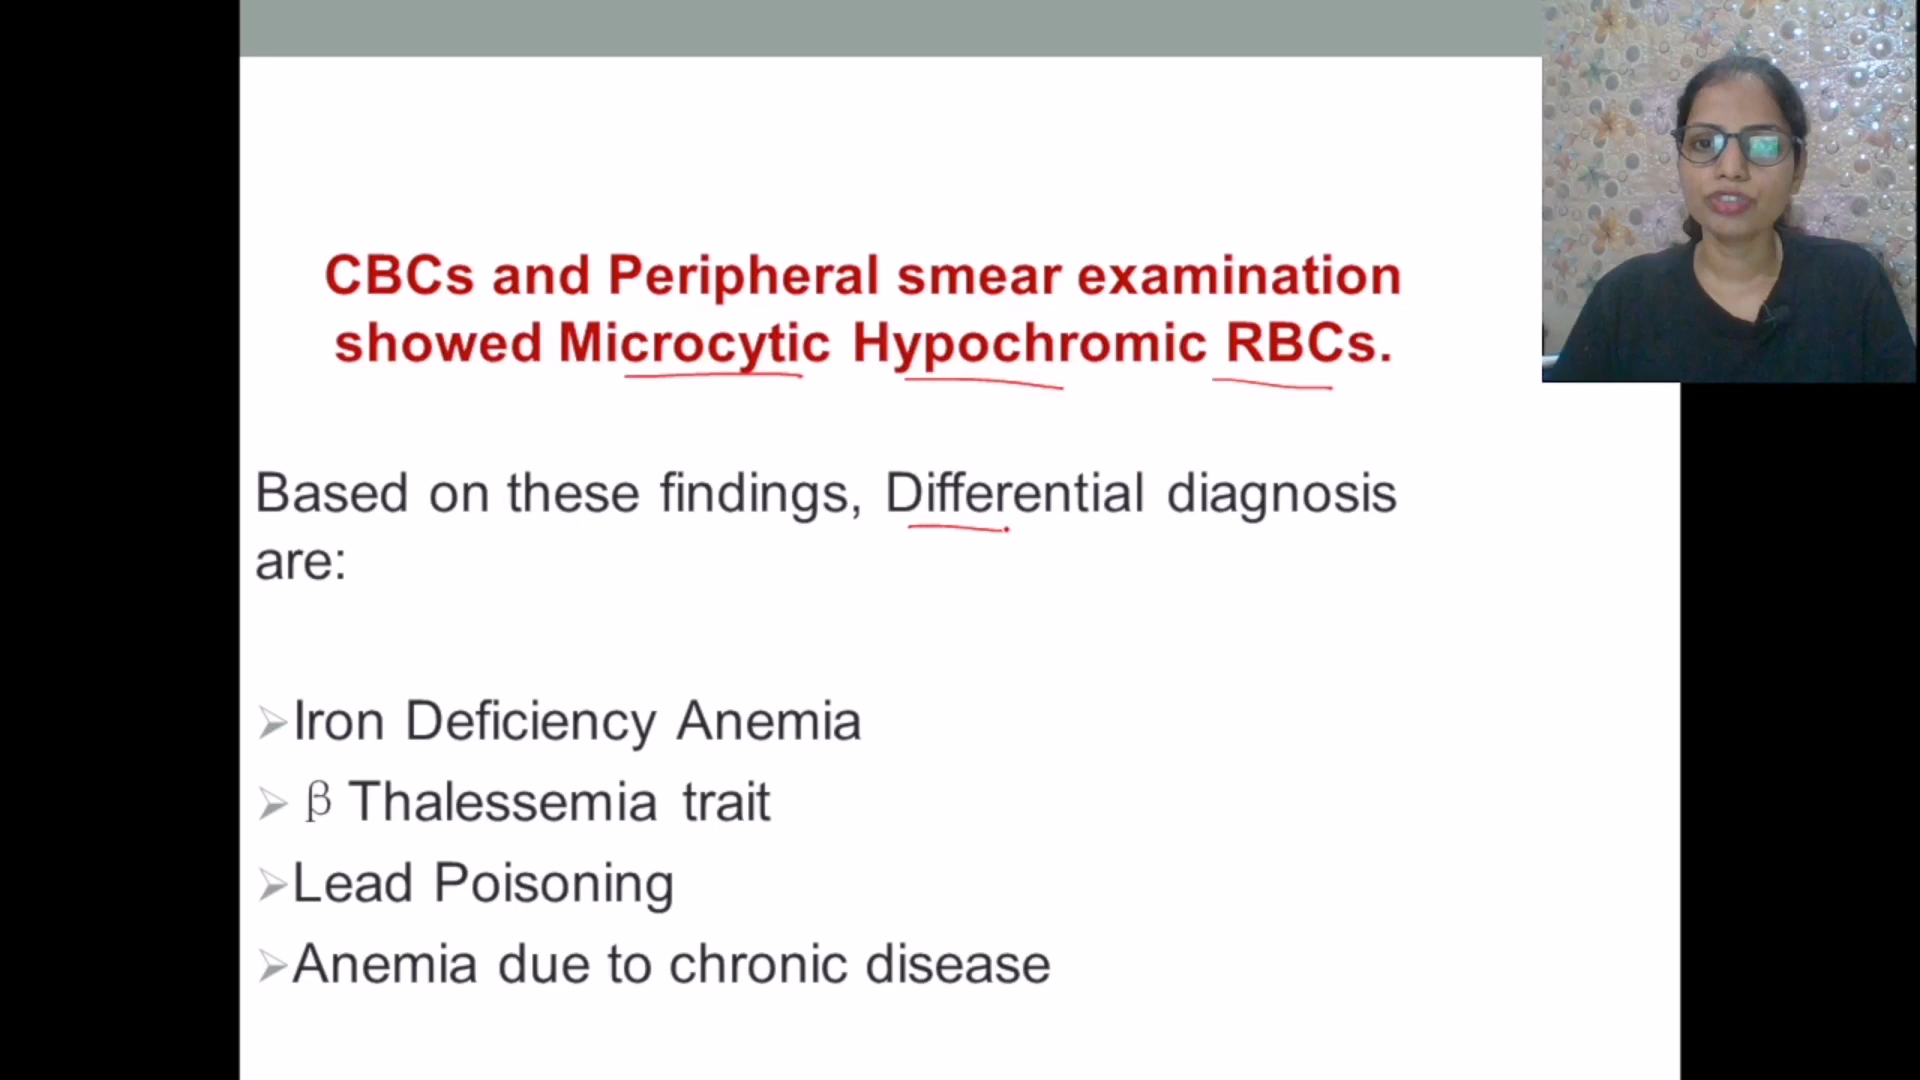 CBCs and Peripheral smear examination
showed Microcytic Hypochromic RBCs.
Based on these findings, Differential diagnosis
are:
➢Iron Deficiency Anemia
➢ β Thalessemia trait
➢Lead Poisoning
➢Anemia due to chronic disease